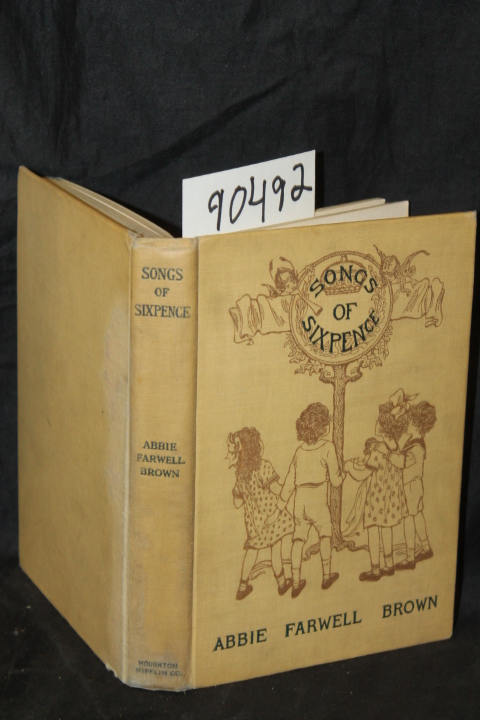 90492
SONGS
OF
SIXPENCE
ABBIE
FARWELL
BROWN
HOUGHTON
MIFFLIN CO.
SONGS
OF
SIXPENCE
ABBIE FARWELL BROWN